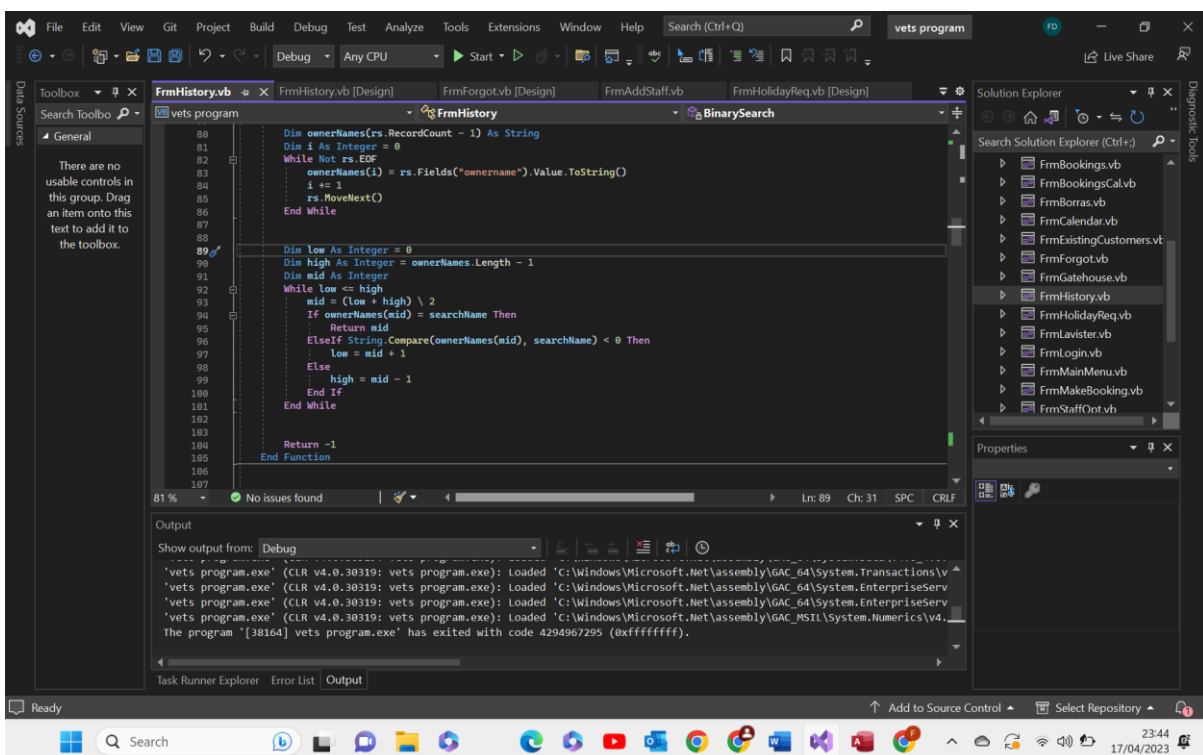 File Edit View Git Project Build Debug Test Analyze Tools Extensions Window Help Search (Ctrl+Q) vets program FD
Debug Any CPU Start Live Share
Data Sources
Toolbox
Search Toolbo
General
There are no
usable controls in
this group. Drag
an item onto this
text to add it to
the toolbox.
FrmHistory.vb FrmHistory.vb [Design] FrmForgot.vb [Design] FrmAddStaff.vb FrmHolidayReq.vb [Design]
VB vets program FrmHistory BinarySearch
80 Dim ownerNames(rs.RecordCount - 1) As String
81 Dim i As Integer = 0
82 While Not rs.EOF
83 ownerNames(i) = rs.Fields("ownername").Value.ToString()
84 i += 1
85 rs.MoveNext()
86 End While
87
88
89 Dim low As Integer = 0
90 Dim high As Integer = ownerNames.Length - 1
91 Dim mid As Integer
92 While low <= high
93 mid = (low + high) \ 2
94 If ownerNames(mid) = searchName Then
95 Return mid
96 ElseIf String.Compare(ownerNames(mid), searchName) < 0 Then
97 low = mid + 1
98 Else
99 high = mid - 1
100 End If
101 End While
102
103
104 Return -1
105 End Function
106
107
81 % No issues found Ln: 89 Ch: 31 SPC CRLF
Output
Show output from: Debug
'vets program.exe' (CLR v4.0.30319: vets program.exe): Loaded 'C:\Windows\Microsoft.Net\assembly\GAC_64\System.Transactions\v
'vets program.exe' (CLR v4.0.30319: vets program.exe): Loaded 'C:\Windows\Microsoft.Net\assembly\GAC_64\System.EnterpriseServ
'vets program.exe' (CLR v4.0.30319: vets program.exe): Loaded 'C:\Windows\Microsoft.Net\assembly\GAC_64\System.EnterpriseServ
'vets program.exe' (CLR v4.0.30319: vets program.exe): Loaded 'C:\Windows\Microsoft.Net\assembly\GAC_MSIL\System.Numerics\v4.
The program '[38164] vets program.exe' has exited with code 4294967295 (0xffffffff).
Task Runner Explorer Error List Output
Solution Explorer
Search Solution Explorer (Ctrl+;)
FrmBookings.vb
FrmBookingsCal.vb
FrmBorras.vb
FrmCalendar.vb
FrmExistingCustomers.vb
FrmForgot.vb
FrmGatehouse.vb
FrmHistory.vb
FrmHolidayReq.vb
FrmLavister.vb
FrmLogin.vb
FrmMainMenu.vb
FrmMakeBooking.vb
FrmStaffOpt.vb
Properties
Diagnostic Tools
Ready Add to Source Control Select Repository
Search 23:44
17/04/2023